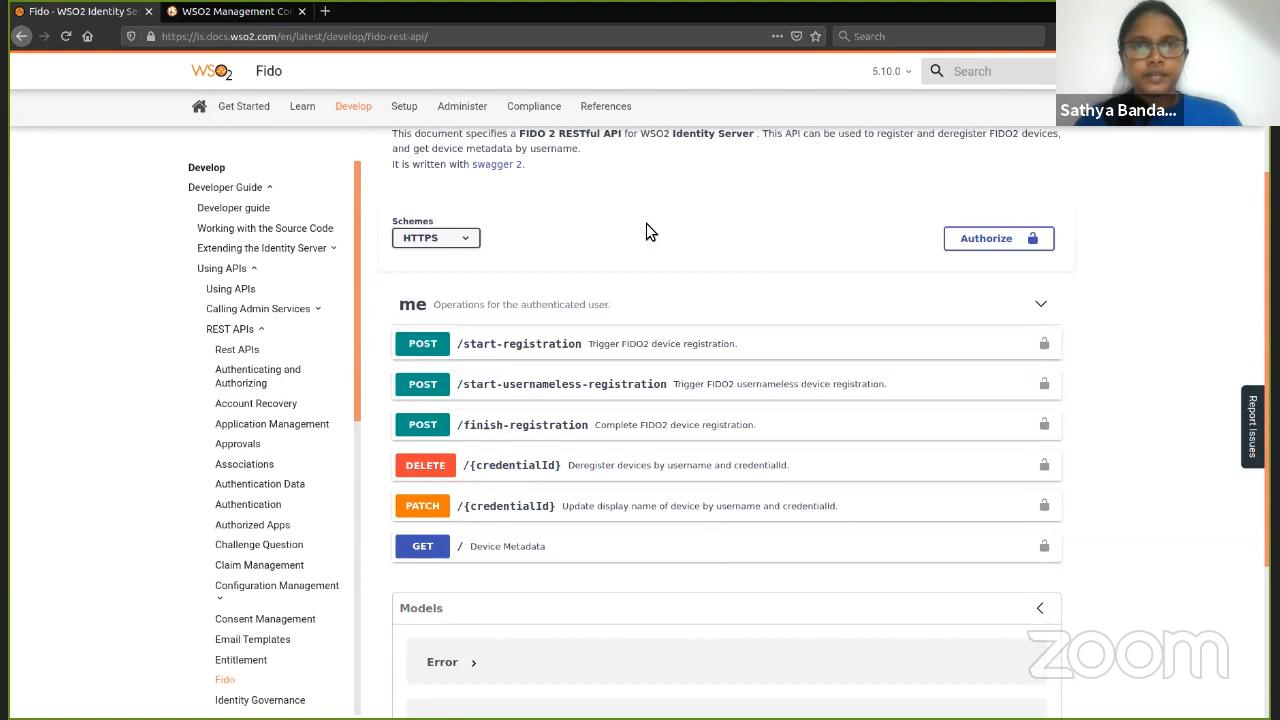 Fido - WSO2 Identity Se
WSO2 Management Co
https://is.docs.wso2.com/en/latest/develop/fido-rest-api/
Search
Sathya Banda...
WSO2
Fido
5.10.0
Search
Get Started
Learn
Develop
Setup
Administer
Compliance
References
This document specifies a FIDO 2 RESTful API for WSO2 Identity Server . This API can be used to register and deregister FIDO2 devices,
and get device metadata by username.
It is written with swagger 2.
Develop
Developer Guide
Developer guide
Working with the Source Code
Extending the Identity Server
Using APIs
Using APIs
Calling Admin Services
REST APIs
Rest APIs
Authenticating and
Authorizing
Account Recovery
Application Management
Approvals
Associations
Authentication Data
Authentication
Authorized Apps
Challenge Question
Claim Management
Configuration Management
Consent Management
Email Templates
Entitlement
Fido
Identity Governance
Schemes
HTTPS
Authorize
me Operations for the authenticated user.
POST /start-registration Trigger FIDO2 device registration.
POST /start-usernameless-registration Trigger FIDO2 usernameless device registration.
POST /finish-registration Complete FIDO2 device registration.
DELETE /{credentialId} Deregister devices by username and credentialId.
PATCH /{credentialId} Update display name of device by username and credentialId.
GET / Device Metadata
Models
Error
Report Issues
zoom